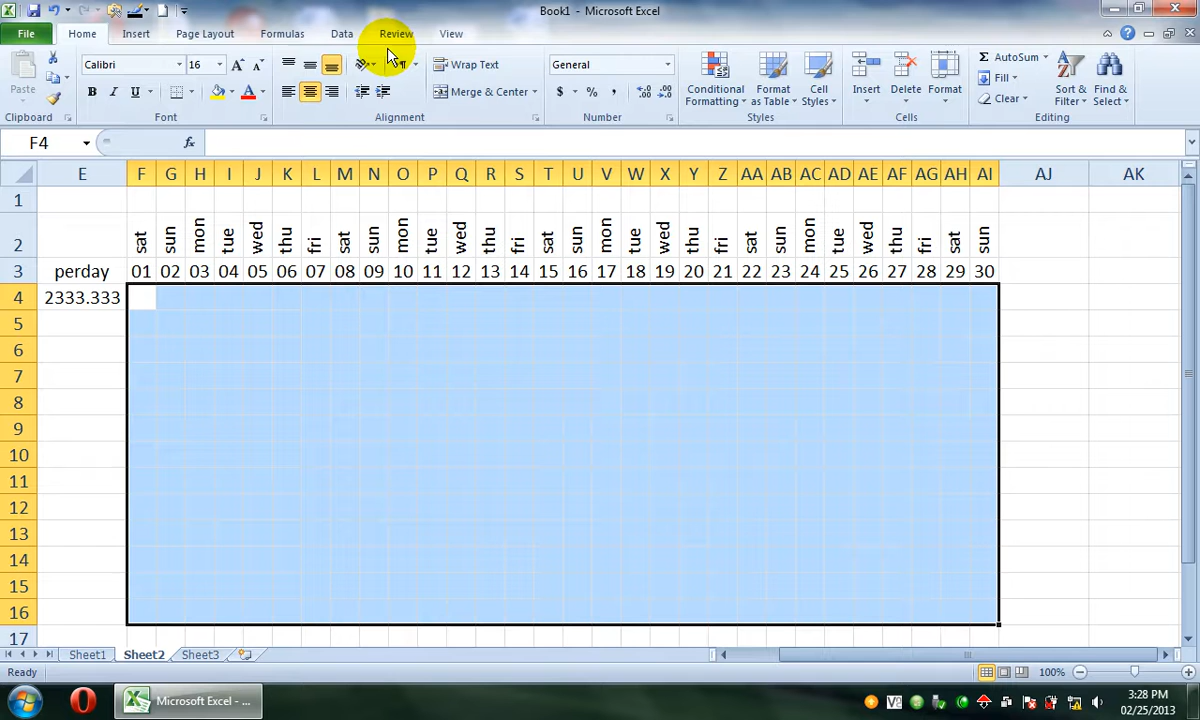 Book1 - Microsoft Excel
File Home Insert Page Layout Formulas Data Review View
Paste
Calibri 16
B I U A
Wrap Text
Merge & Center
General
$ % ,
Conditional Formatting
Format as Table
Cell Styles
Insert
Delete
Format
Σ AutoSum
Fill
Clear
Sort & Filter
Find & Select
Clipboard Font Alignment Number Styles Cells Editing
F4 fx
E F G H I J K L M N O P Q R S T U V W X Y Z AA AB AC AD AE AF AG AH AI AJ AK
1
2 sat sun mon tue wed thu fri sat sun mon tue wed thu fri sat sun mon tue wed thu fri sat sun mon tue wed thu fri sat sun
3 perday 01 02 03 04 05 06 07 08 09 10 11 12 13 14 15 16 17 18 19 20 21 22 23 24 25 26 27 28 29 30
4 2333.333
5
6
7
8
9
10
11
12
13
14
15
16
17
Sheet1 Sheet2 Sheet3
Ready 100%
Microsoft Excel - ...
3:28 PM
02/25/2013